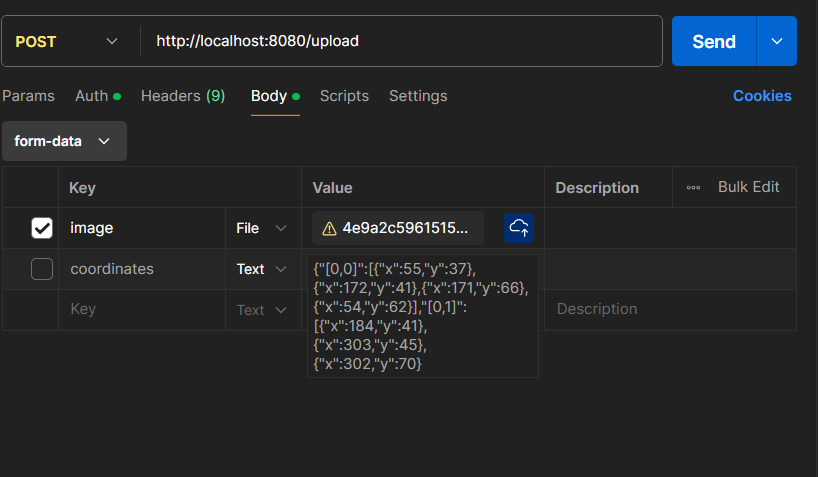 POST http://localhost:8080/upload Send
Params Auth Headers (9) Body Scripts Settings Cookies
form-data
Key Value Description Bulk Edit
image File 4e9a2c5961515...
coordinates Text {"[0,0]":[{"x":55,"y":37},
{"x":172,"y":41},{"x":171,"y":66},
{"x":54,"y":62}],"[0,1]":
[{"x":184,"y":41},
{"x":303,"y":45},
{"x":302,"y":70}
Key Text Description